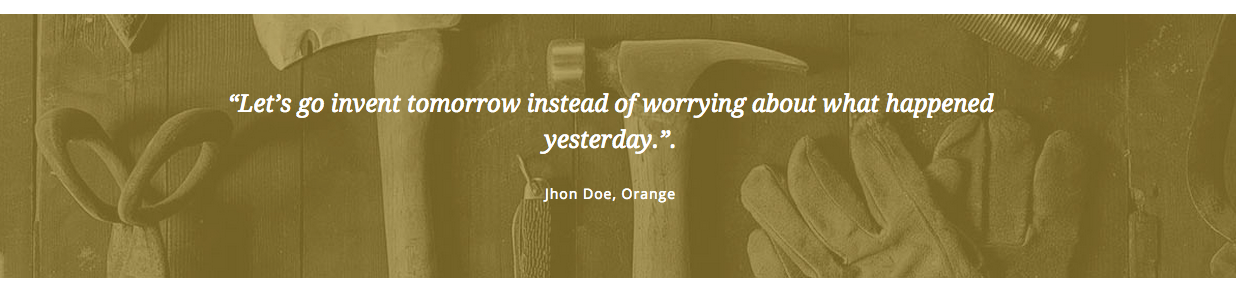 “Let’s go invent tomorrow instead of worrying about what happened
yesterday.”.
Jhon Doe, Orange